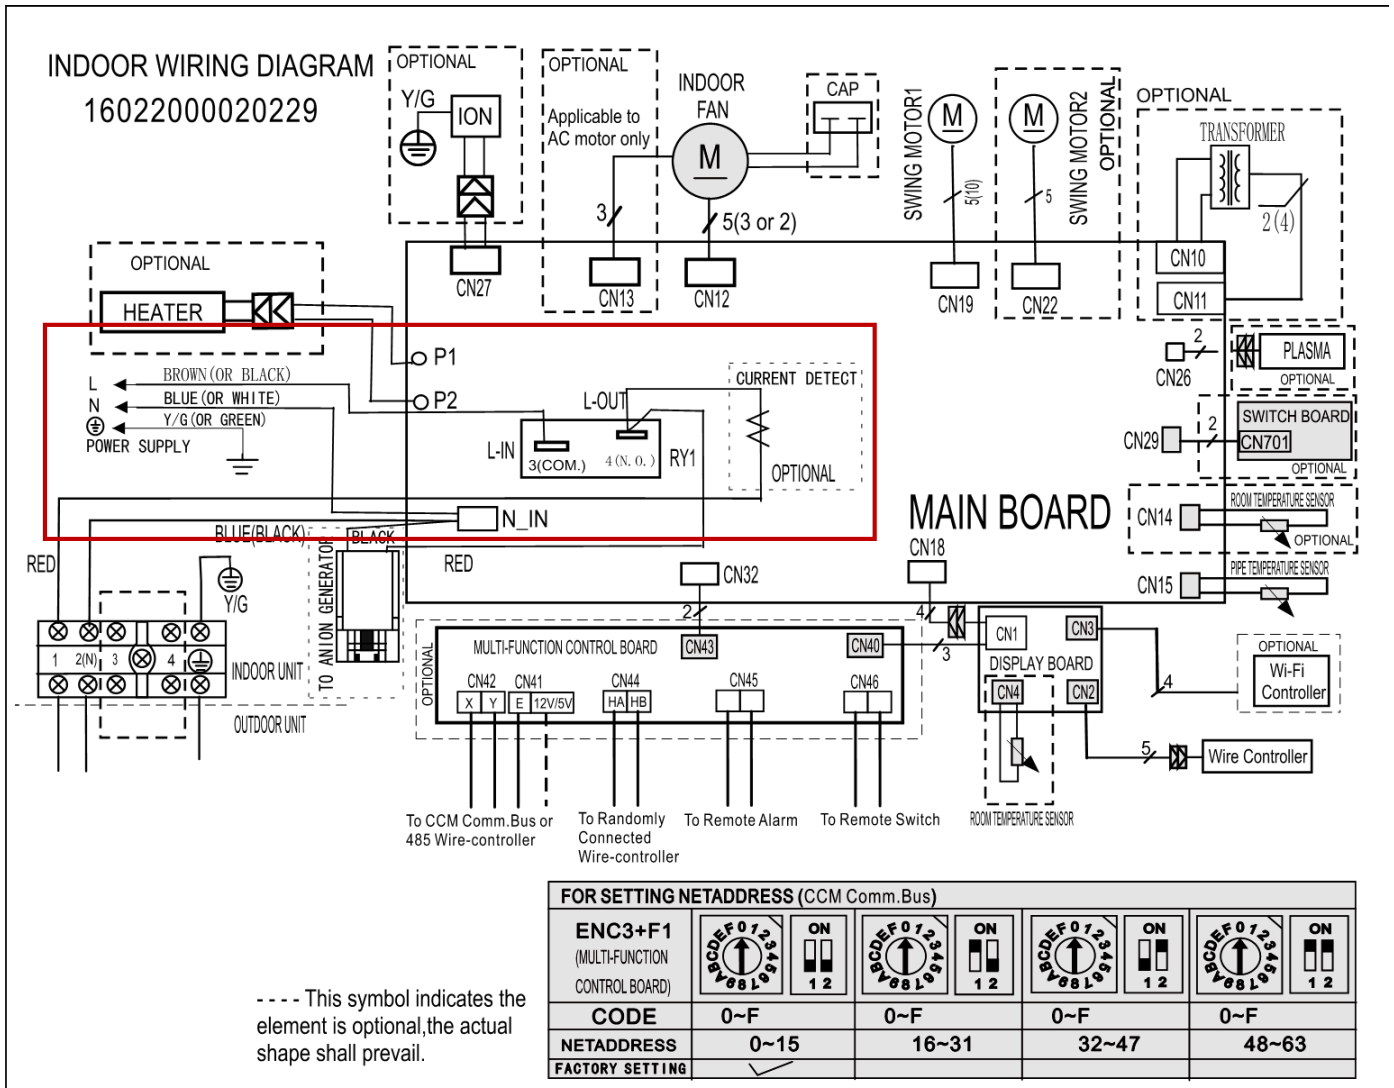 INDOOR WIRING DIAGRAM
16022000020229
OPTIONAL
Y/G
ION
CN27
OPTIONAL
Applicable to
AC motor only
3
CN13
INDOOR
FAN
M
5(3 or 2)
CN12
CAP
SWING MOTOR1
M
5(10)
CN19
M
5
SWING MOTOR2
OPTIONAL
CN22
OPTIONAL
TRANSFORMER
2(4)
CN10
CN11
OPTIONAL
HEATER
P1
P2
L
BROWN(OR BLACK)
N
BLUE(OR WHITE)
Y/G(OR GREEN)
POWER SUPPLY
L-OUT
L-IN
3(COM.)
4(N.O.)
RY1
CURRENT DETECT
OPTIONAL
N_IN
MAIN BOARD
2
CN26
PLASMA
OPTIONAL
CN29
2
SWITCH BOARD
CN701
OPTIONAL
CN14
ROOM TEMPERATURE SENSOR
OPTIONAL
CN15
PIPE TEMPERATURE SENSOR
BLUE(BLACK)
BLACK
RED
RED
Y/G
TO ANION GENERATOR
1
2(N)
3
4
INDOOR UNIT
OUTDOOR UNIT
CN32
2
CN18
4
3
OPTIONAL
MULTI-FUNCTION CONTROL BOARD
CN43
CN40
CN42
X
Y
CN41
E
12V/5V
CN44
HA
HB
CN45
CN46
CN1
CN3
DISPLAY BOARD
CN4
CN2
4
OPTIONAL
Wi-Fi
Controller
5
Wire Controller
ROOM TEMPERATURE SENSOR
To CCM Comm.Bus or
485 Wire-controller
To Randomly
Connected
Wire-controller
To Remote Alarm
To Remote Switch
- - - - This symbol indicates the
element is optional,the actual
shape shall prevail.
FOR SETTING NETADDRESS (CCM Comm.Bus)
ENC3+F1
(MULTI-FUNCTION
CONTROL BOARD)
0123456789ABCDEF
ON
1 2
0123456789ABCDEF
ON
1 2
0123456789ABCDEF
ON
1 2
0123456789ABCDEF
ON
1 2
CODE 0~F 0~F 0~F 0~F
NETADDRESS 0~15 16~31 32~47 48~63
FACTORY SETTING